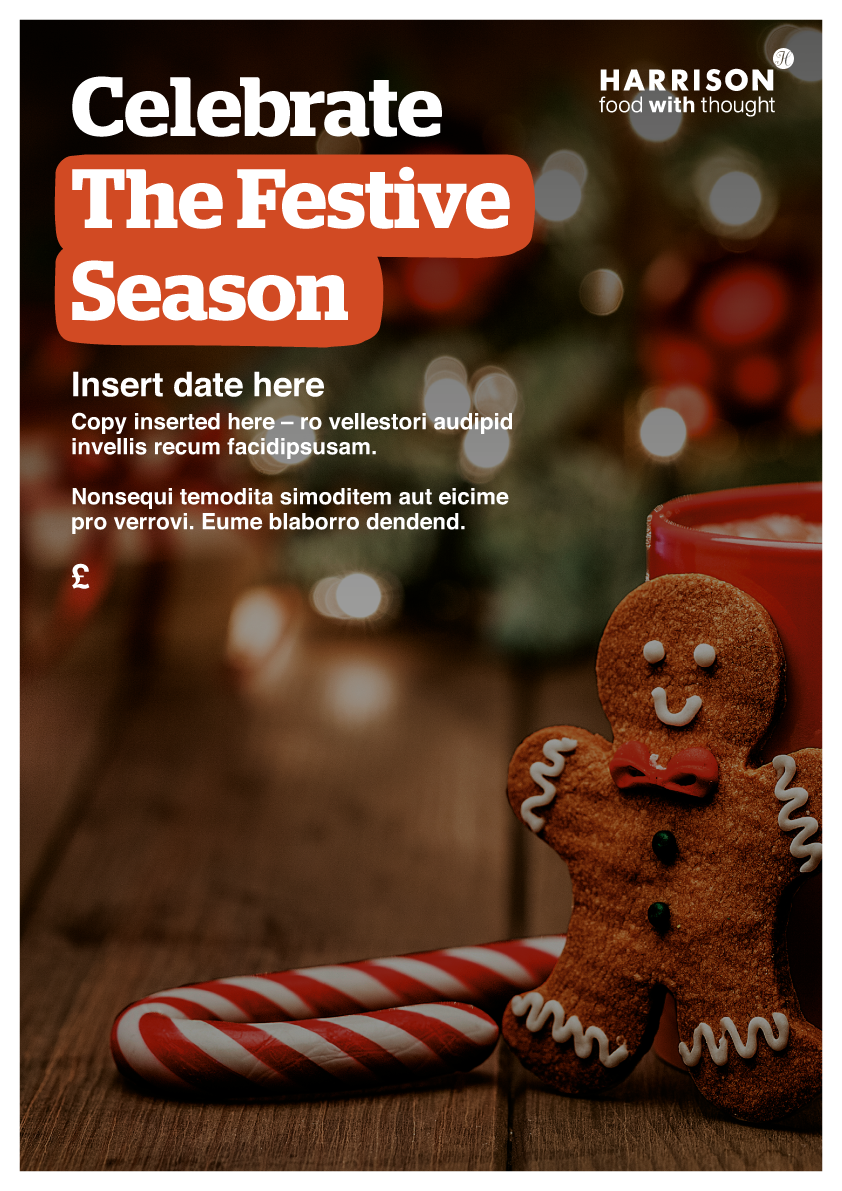 Celebrate
The Festive
Season
H
HARRISON
food with thought
Insert date here
Copy inserted here – ro vellestori audipid
invellis recum facidipsusam.
Nonsequi temodita simoditem aut eicime
pro verrovi. Eume blaborro dendend.
£